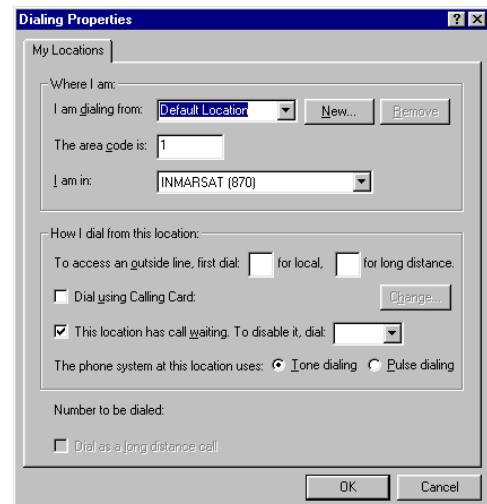 Dialing Properties
My Locations
Where I am:
I am dialing from: Default Location New... Remove
The area code is: 1
I am in: INMARSAT (870)
How I dial from this location:
To access an outside line, first dial: for local, for long distance.
Dial using Calling Card: Change...
This location has call waiting. To disable it, dial:
The phone system at this location uses: Tone dialing Pulse dialing
Number to be dialed:
Dial as a long distance call
OK Cancel